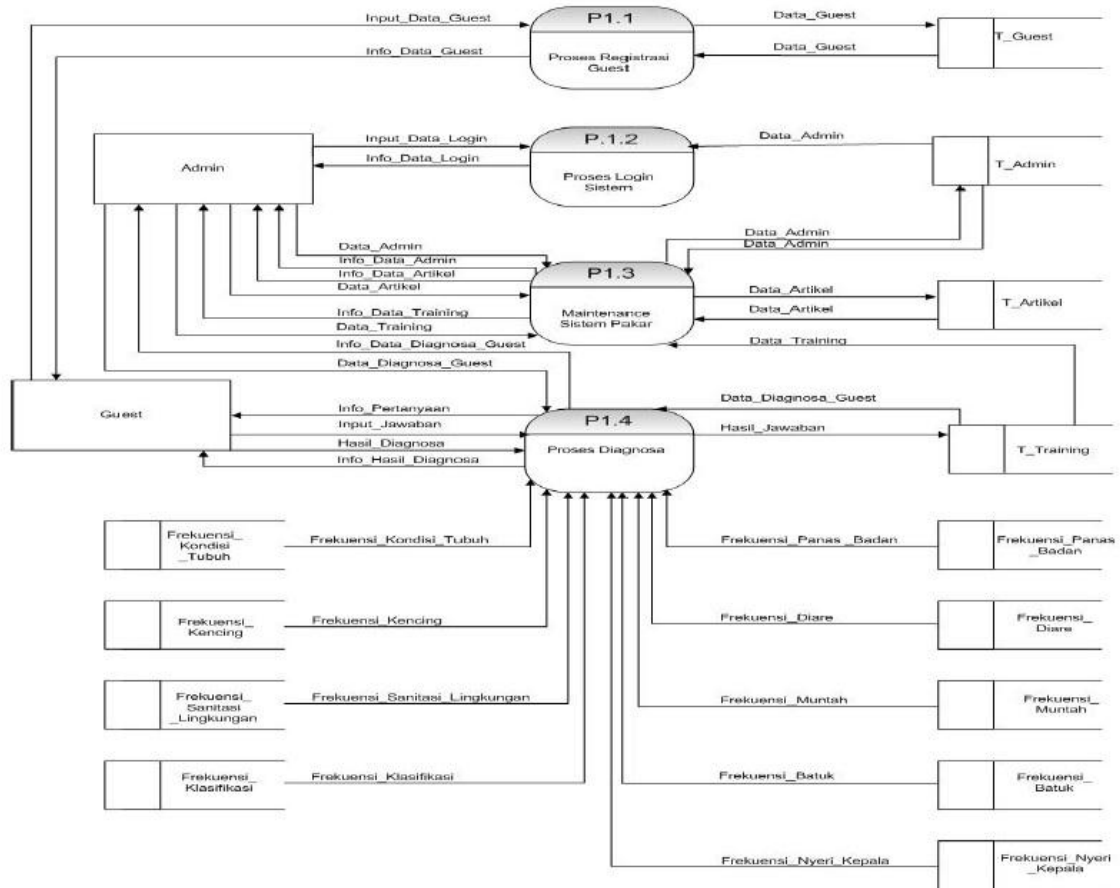 Input_Data_Guest
P1.1
Data_Guest
T_Guest
Info_Data_Guest
Proses Registrasi
Guest
Data_Guest
Admin
Input_Data_Login
Info_Data_Login
P.1.2
Proses Login
Sistem
Data_Admin
T_Admin
Data_Admin
Info_Data_Admin
Info_Data_Artikel
Data_Artikel
Info_Data_Training
Data_Training
Info_Data_Diagnosa_Guest
Data_Diagnosa_Guest
P1.3
Maintenance
Sistem Pakar
Data_Admin
Data_Admin
Data_Artikel
Data_Artikel
T_Artikel
Data_Training
Guest
Info_Pertanyaan
Input_Jawaban
Hasil_Diagnosa
Info_Hasil_Diagnosa
P1.4
Proses Diagnosa
Data_Diagnosa_Guest
Hasil_Jawaban
T_Training
Frekuensi_
Kondisi
_Tubuh
Frekuensi_Kondisi_Tubuh
Frekuensi_Panas _Badan
Frekuensi_Panas
_Badan
Frekuensi_
Kencing
Frekuensi_Kencing
Frekuensi_Diare
Frekuensi_
Diare
Frekuensi_
Sanitasi
_Lingkungan
Frekuensi_Sanitasi_Lingkungan
Frekuensi_Muntah
Frekuensi_
Muntah
Frekuensi_
Klasifikasi
Frekuensi_Klasifikasi
Frekuensi_Batuk
Frekuensi_
Batuk
Frekuensi_Nyeri_Kepala
Frekuensi_Nyeri
_Kepala